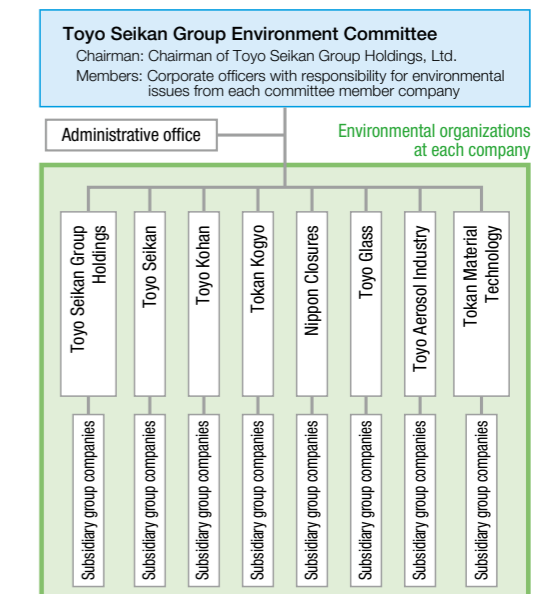 Toyo Seikan Group Environment Committee
Chairman: Chairman of Toyo Seikan Group Holdings, Ltd.
Members: Corporate officers with responsibility for environmental
issues from each committee member company
Administrative office
Environmental organizations
at each company
Toyo Seikan Group
Holdings
Toyo Seikan
Toyo Kohan
Tokan Kogyo
Nippon Closures
Toyo Glass
Toyo Aerosol Industry
Tokan Material
Technology
Subsidiary group companies
Subsidiary group companies
Subsidiary group companies
Subsidiary group companies
Subsidiary group companies
Subsidiary group companies
Subsidiary group companies
Subsidiary group companies